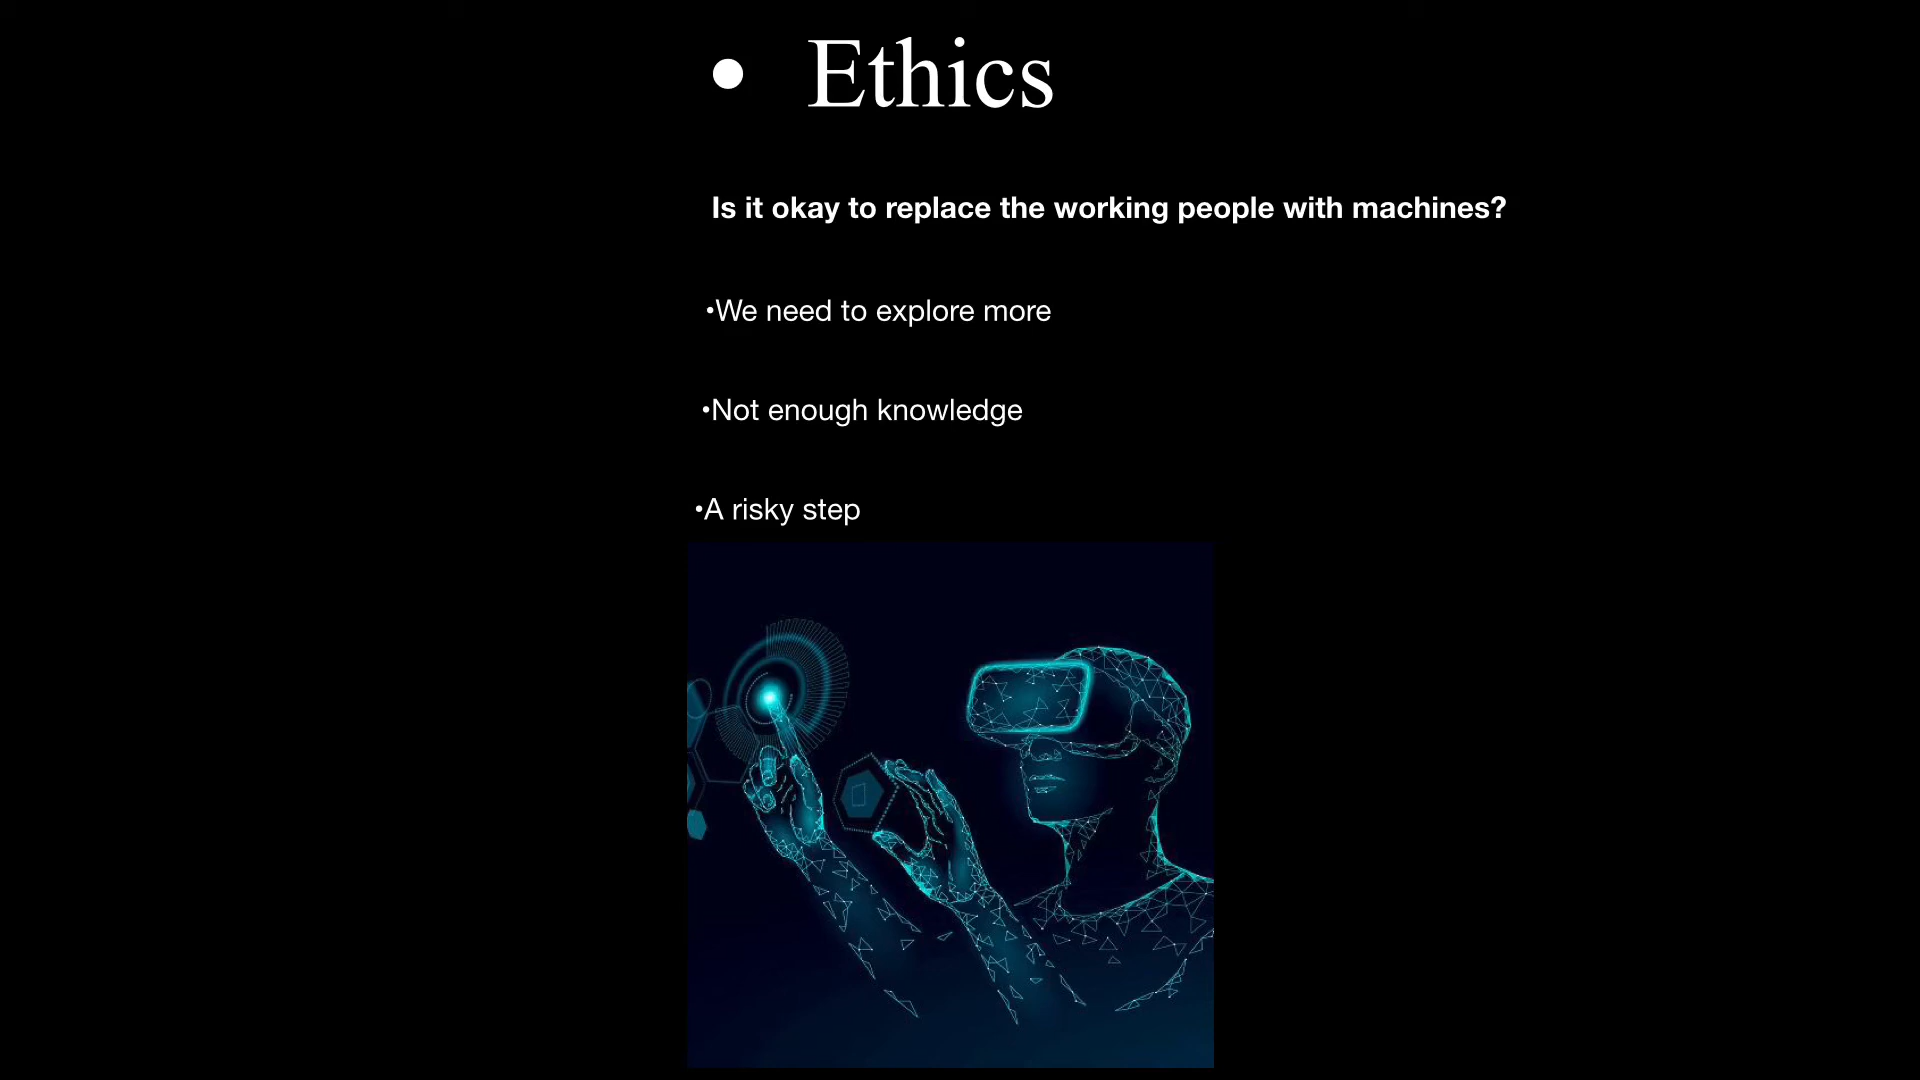 • Ethics
Is it okay to replace the working people with machines?
•We need to explore more
•Not enough knowledge
•A risky step